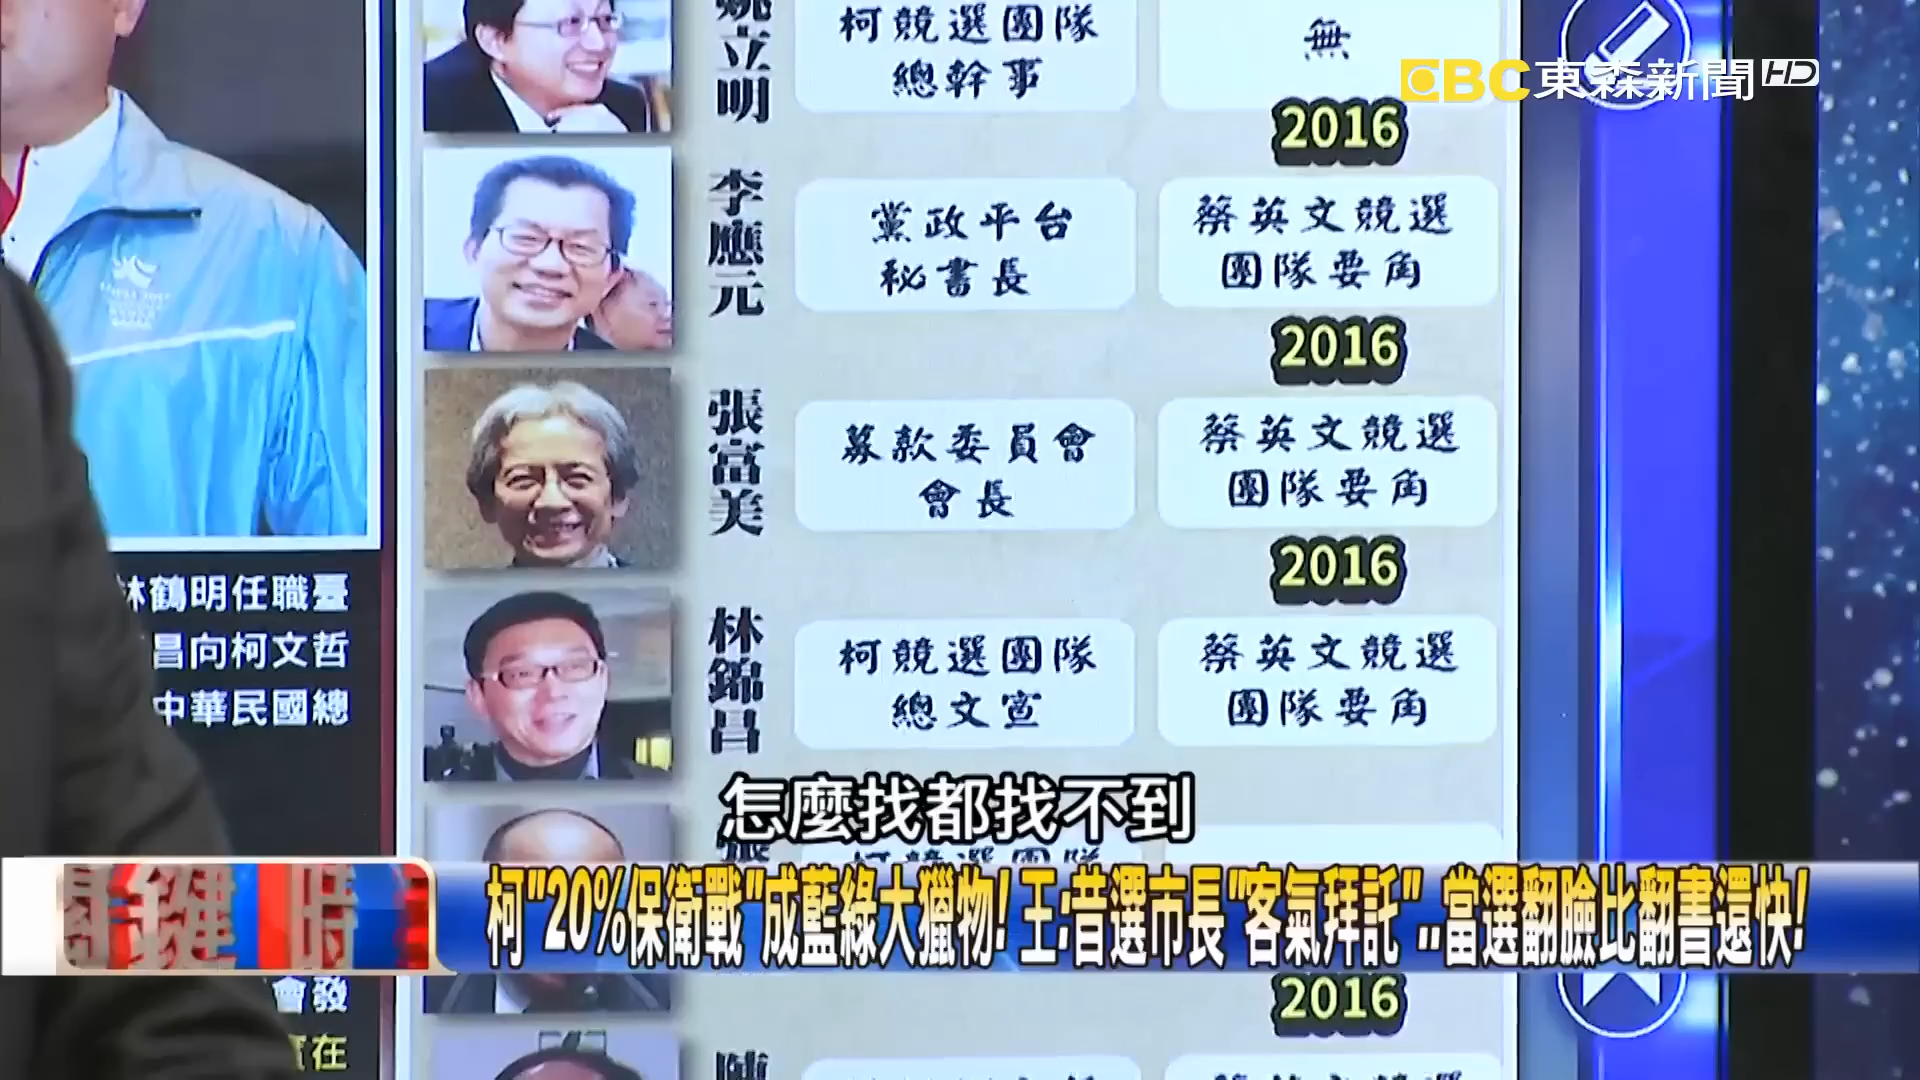 EBC東森新聞HD
姚立明
柯競選團隊
總幹事
無
2016
李應元
黨政平台
秘書長
蔡英文競選
團隊要角
2016
張富美
募款委員會
會長
蔡英文競選
團隊要角
2016
林錦昌
柯競選團隊
總文宣
蔡英文競選
團隊要角
林鶴明任職臺
昌向柯文哲
中華民國總
怎麼找都找不到
關鍵時
柯"20%保衛戰"成藍綠大獵物! 王:昔選市長"客氣拜託"..當選翻臉比翻書還快!
會發
在
2016